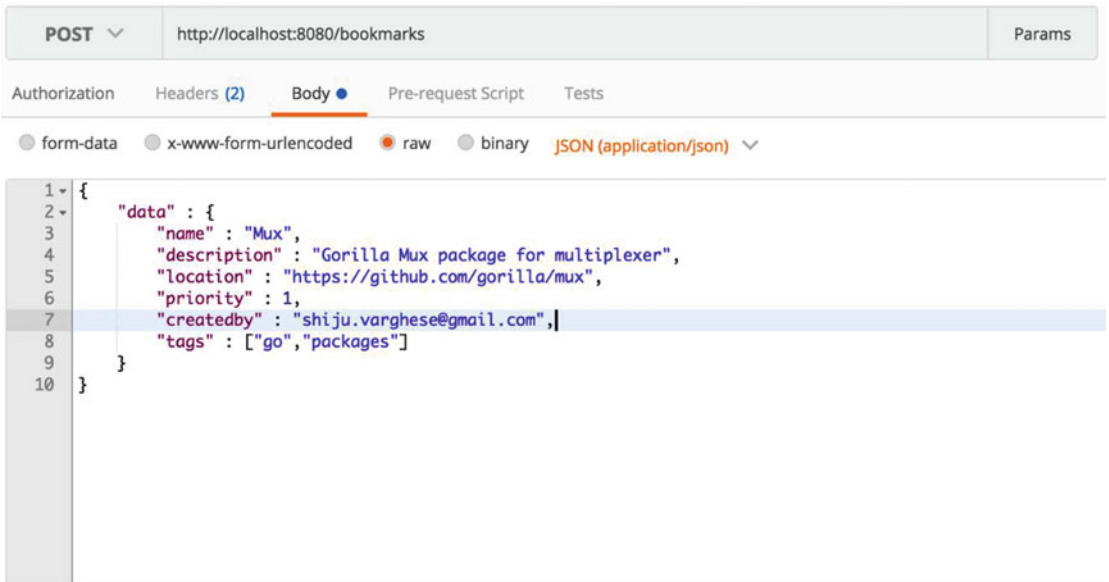 POST http://localhost:8080/bookmarks Params
Authorization Headers (2) Body Pre-request Script Tests
form-data x-www-form-urlencoded raw binary JSON (application/json)
1 {
2 "data" : {
3 "name" : "Mux",
4 "description" : "Gorilla Mux package for multiplexer",
5 "location" : "https://github.com/gorilla/mux",
6 "priority" : 1,
7 "createdby" : "shiju.varghese@gmail.com",
8 "tags" : ["go","packages"]
9 }
10 }